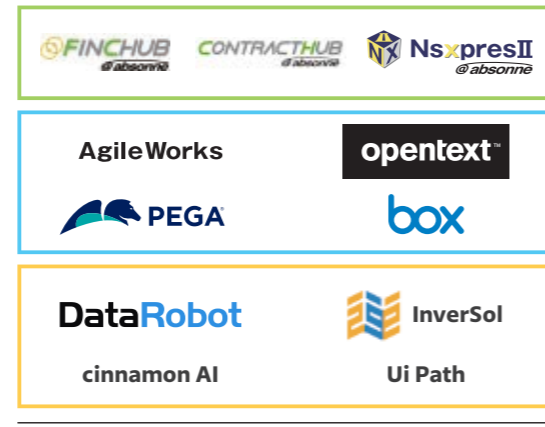 FINCHUB CONTRACTHUB NsxpresII
@absonne @absonne @absonne
AgileWorks opentext™
PEGA box
DataRobot InverSol
cinnamon AI Ui Path